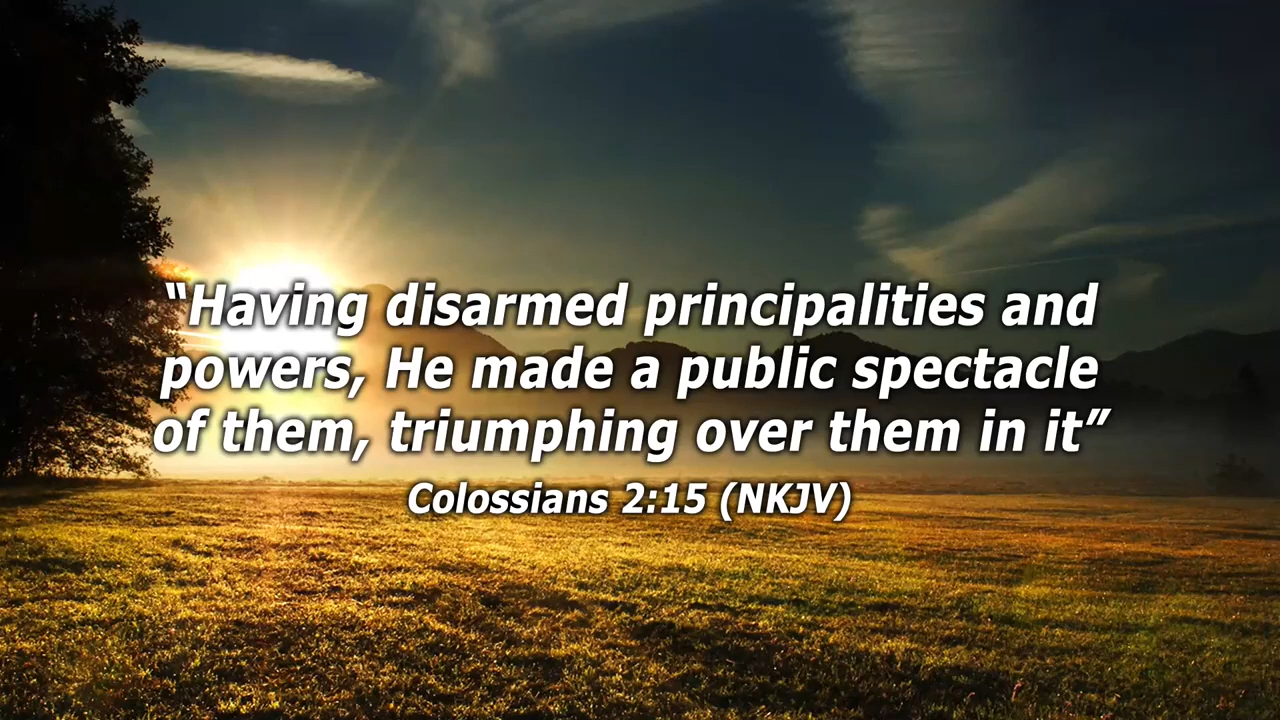 “Having disarmed principalities and
powers, He made a public spectacle
of them, triumphing over them in it”
Colossians 2:15 (NKJV)